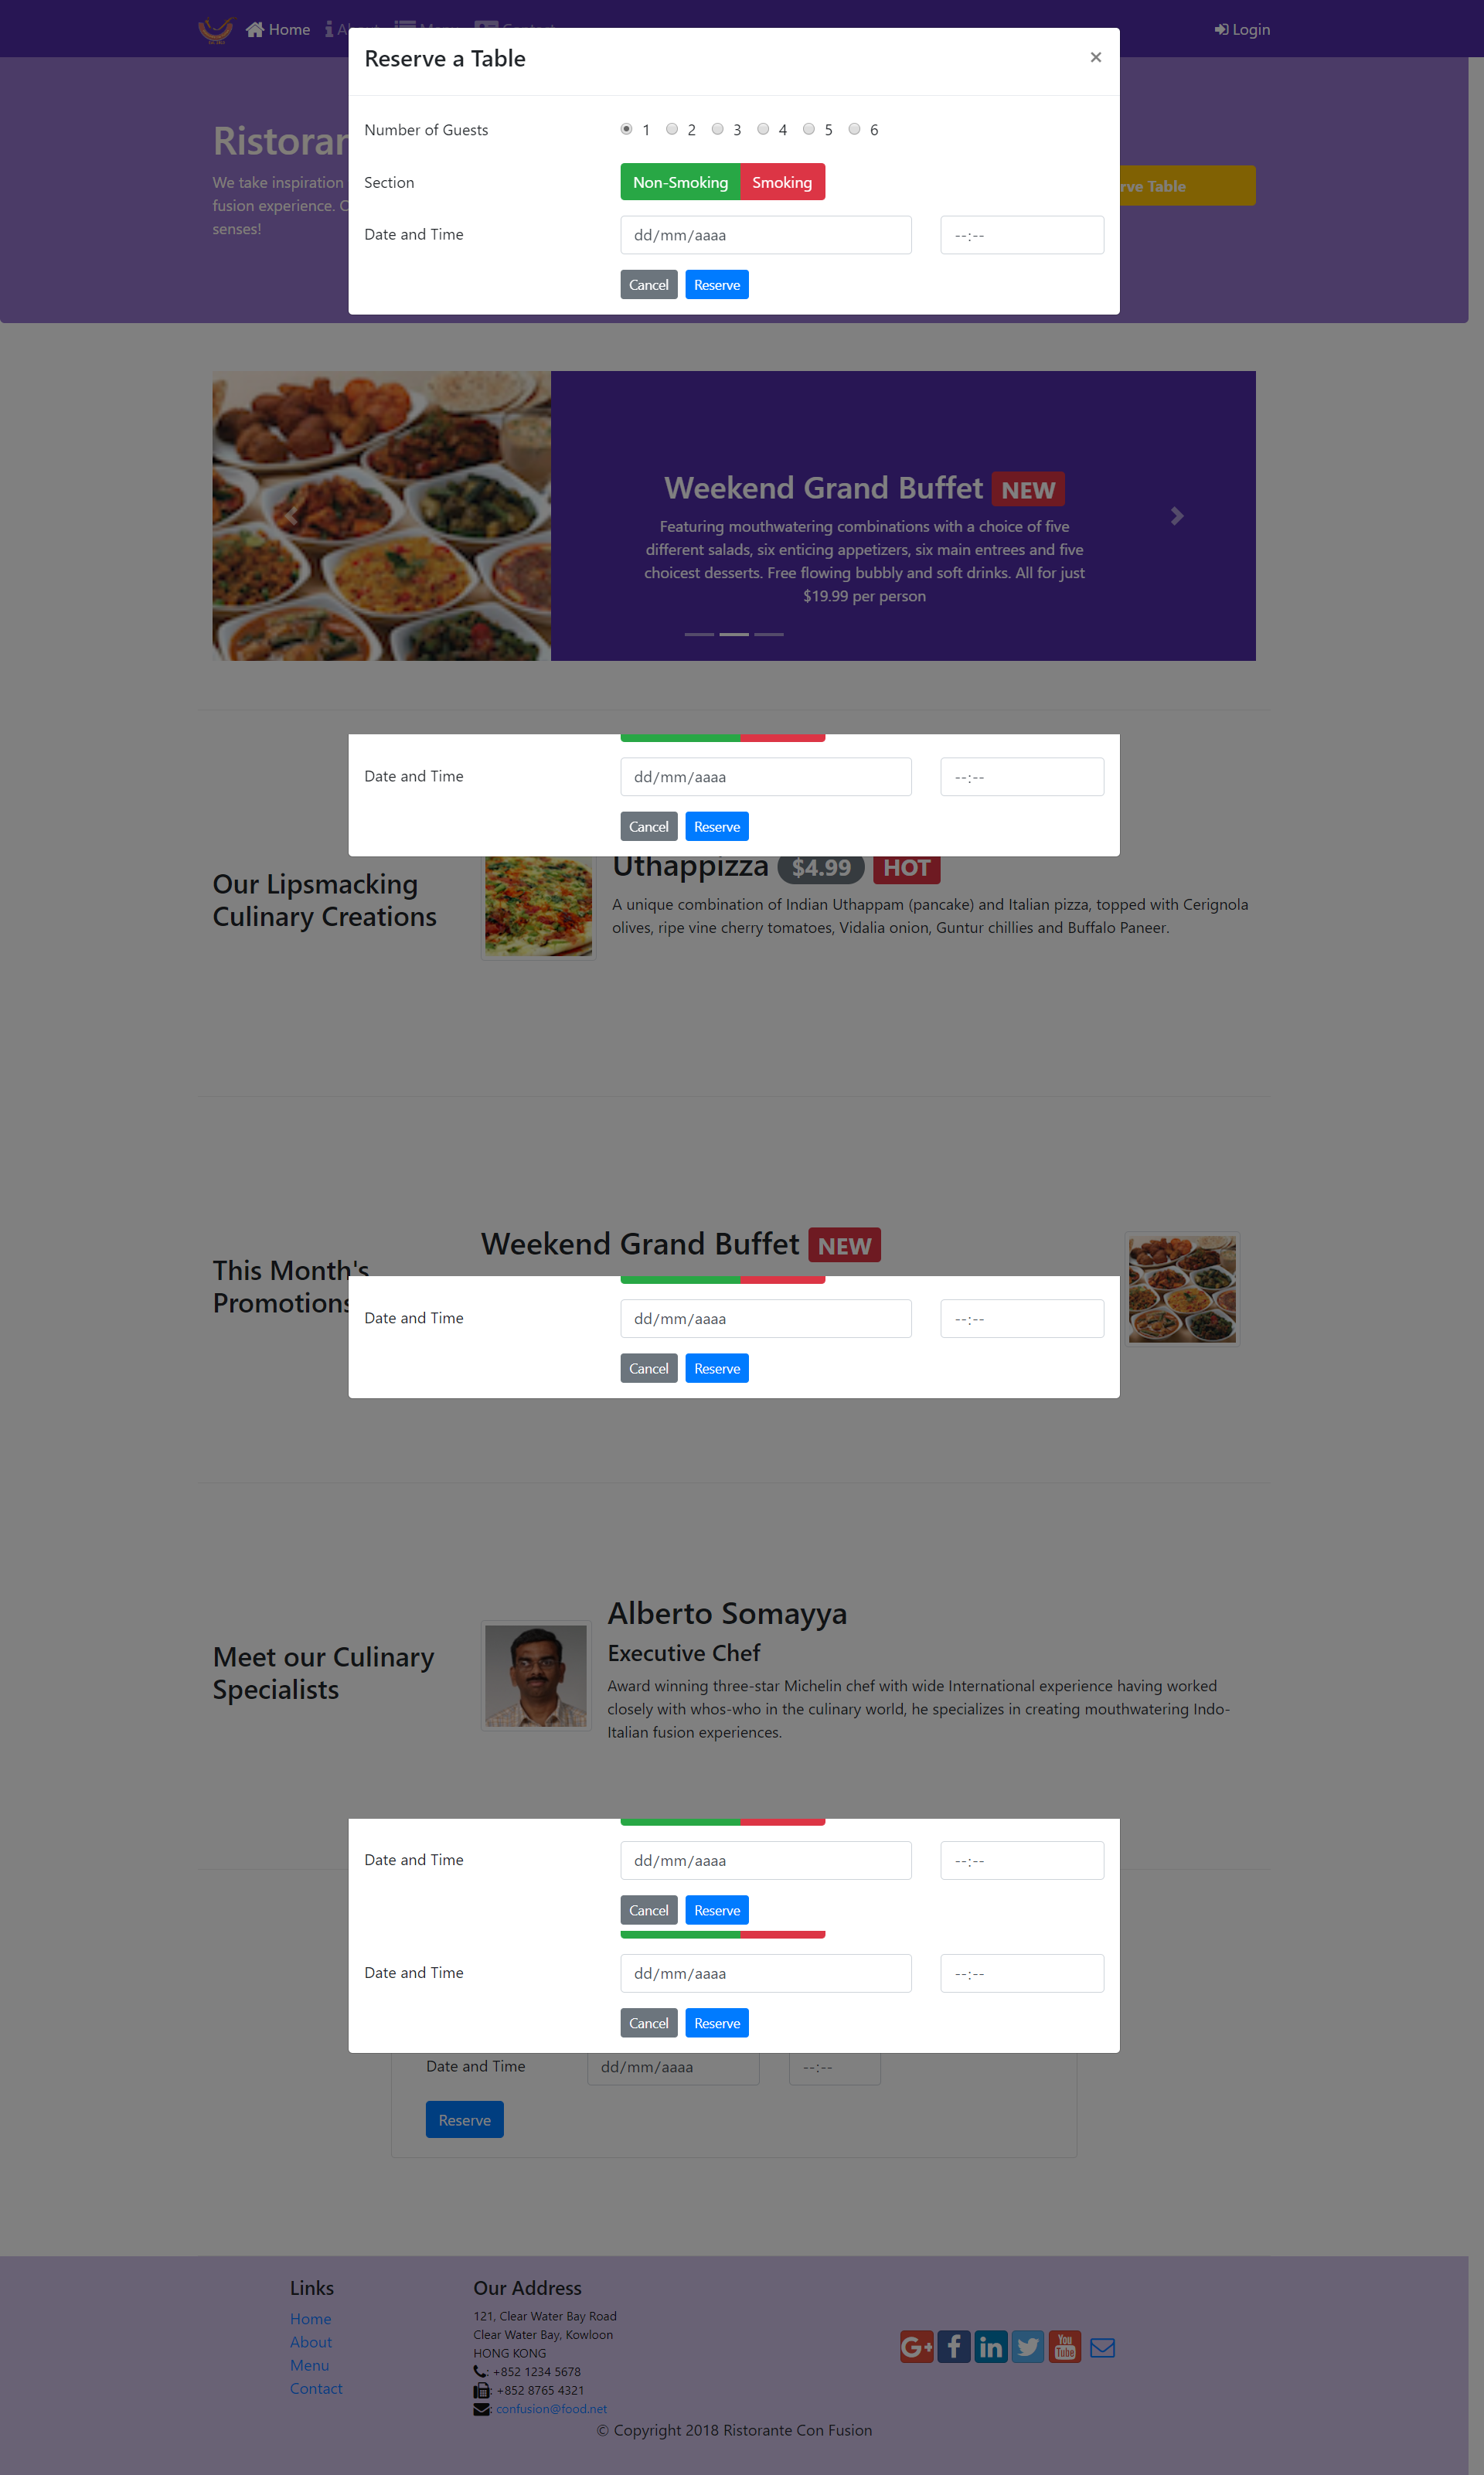 Home
Login
Reserve a Table
×
Number of Guests 1 2 3 4 5 6
Section Non-Smoking Smoking
Date and Time dd/mm/aaaa --:--
Cancel Reserve
Ristorar
We take inspiration
fusion experience. C
senses!
rve Table
Weekend Grand Buffet NEW
Featuring mouthwatering combinations with a choice of five
different salads, six enticing appetizers, six main entrees and five
choicest desserts. Free flowing bubbly and soft drinks. All for just
$19.99 per person
Date and Time dd/mm/aaaa --:--
Cancel Reserve
Our Lipsmacking
Culinary Creations
Uthappizza $4.99 HOT
A unique combination of Indian Uthappam (pancake) and Italian pizza, topped with Cerignola
olives, ripe vine cherry tomatoes, Vidalia onion, Guntur chillies and Buffalo Paneer.
This Month's
Promotions
Weekend Grand Buffet NEW
Date and Time dd/mm/aaaa --:--
Cancel Reserve
Meet our Culinary
Specialists
Alberto Somayya
Executive Chef
Award winning three-star Michelin chef with wide International experience having worked
closely with whos-who in the culinary world, he specializes in creating mouthwatering Indo-
Italian fusion experiences.
Date and Time dd/mm/aaaa --:--
Cancel Reserve
Date and Time dd/mm/aaaa --:--
Cancel Reserve
Date and Time dd/mm/aaaa --:--
Reserve
Links
Home
About
Menu
Contact
Our Address
121, Clear Water Bay Road
Clear Water Bay, Kowloon
HONG KONG
: +852 1234 5678
: +852 8765 4321
: confusion@food.net
G+ f in You Tube
© Copyright 2018 Ristorante Con Fusion